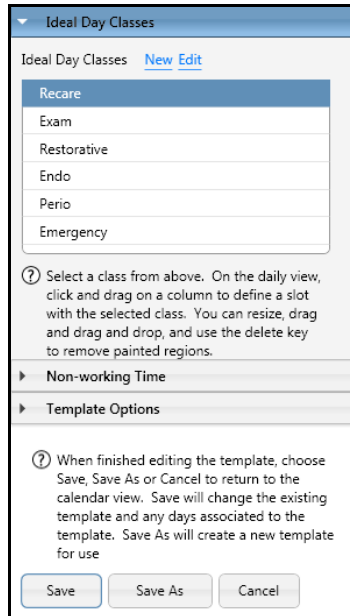 Ideal Day Classes
Ideal Day Classes New Edit
Recare
Exam
Restorative
Endo
Perio
Emergency
? Select a class from above. On the daily view,
click and drag on a column to define a slot
with the selected class. You can resize, drag
and drag and drop, and use the delete key
to remove painted regions.
Non-working Time
Template Options
? When finished editing the template, choose
Save, Save As or Cancel to return to the
calendar view. Save will change the existing
template and any days associated to the
template. Save As will create a new template
for use
Save Save As Cancel